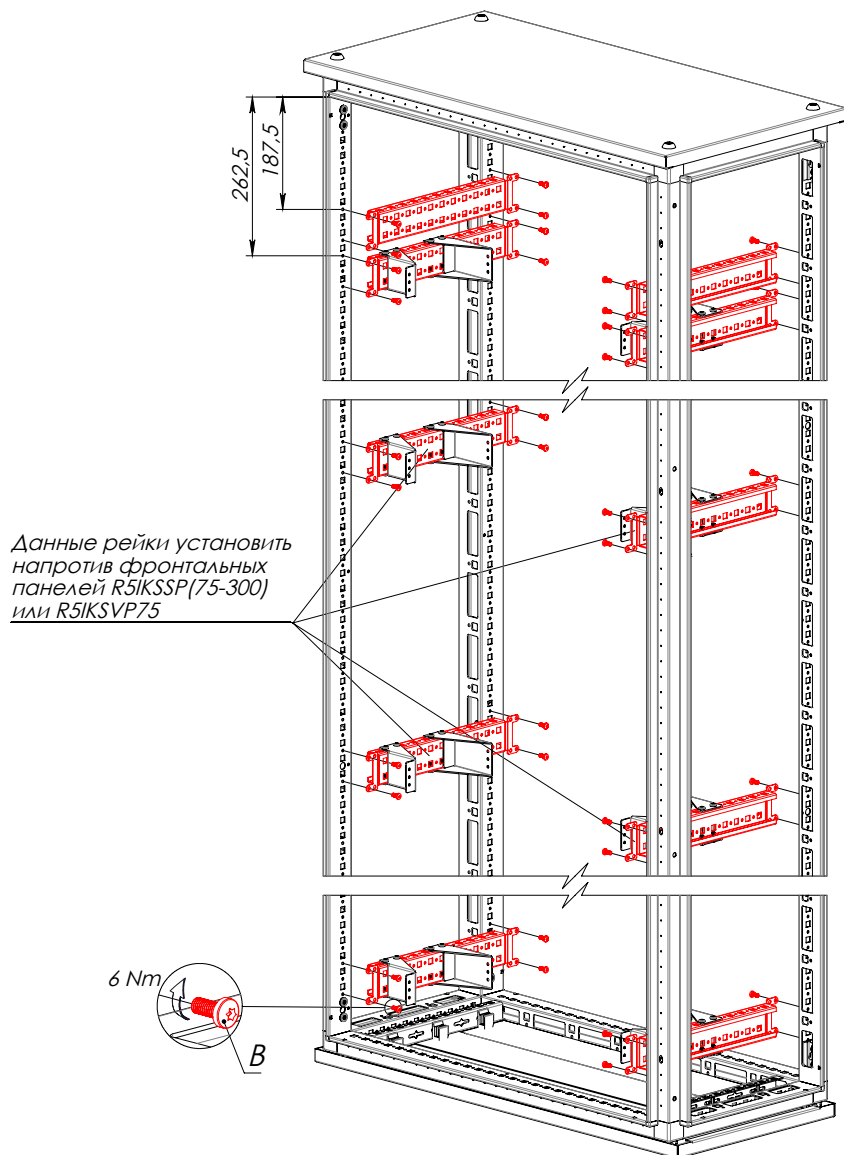 262,5
187,5
Данные рейки установить
напротив фронтальных
панелей R5IKSSP(75-300)
или R5IKSVP75
6 Nm
B